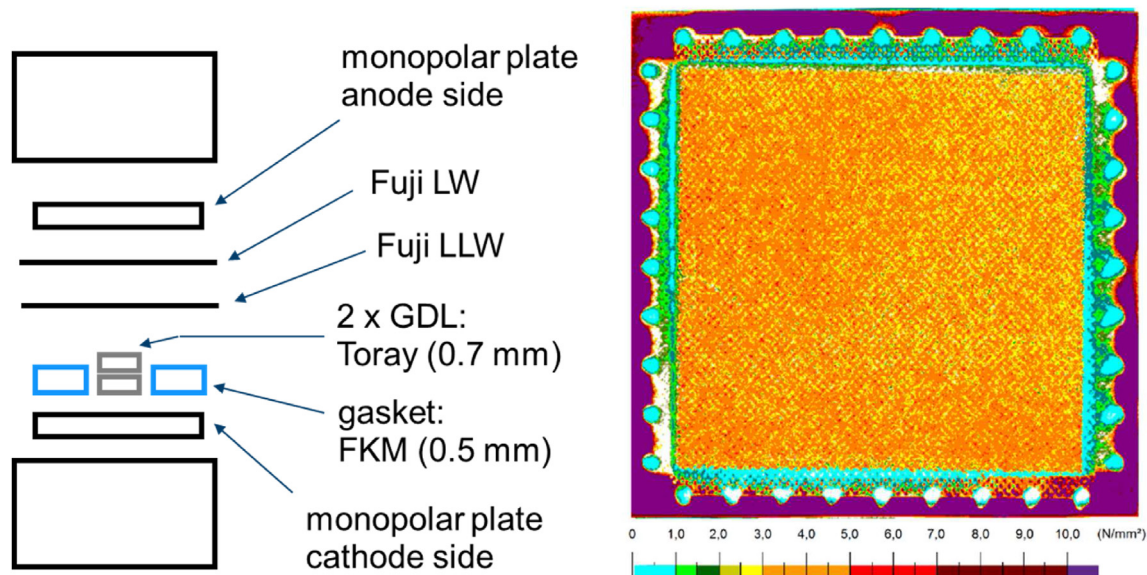 monopolar plate
anode side
Fuji LW
Fuji LLW
2 x GDL:
Toray (0.7 mm)
gasket:
FKM (0.5 mm)
monopolar plate
cathode side
0 1,0 2,0 3,0 4,0 5,0 6,0 7,0 8,0 9,0 10,0 (N/mm²)